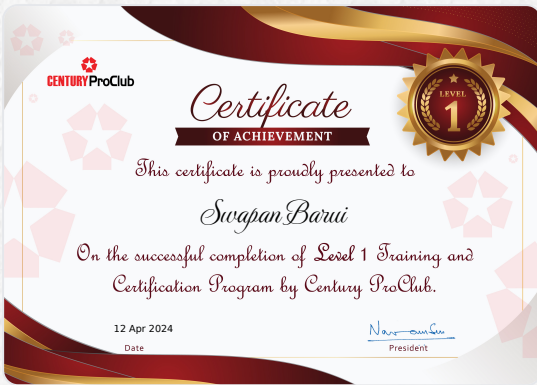 CENTURY ProClub
LEVEL
1
Certificate
OF ACHIEVEMENT
This certificate is proudly presented to
Swapan Barui
On the successful completion of Level 1 Training and
Certification Program by Century ProClub.
12 Apr 2024
Date
President